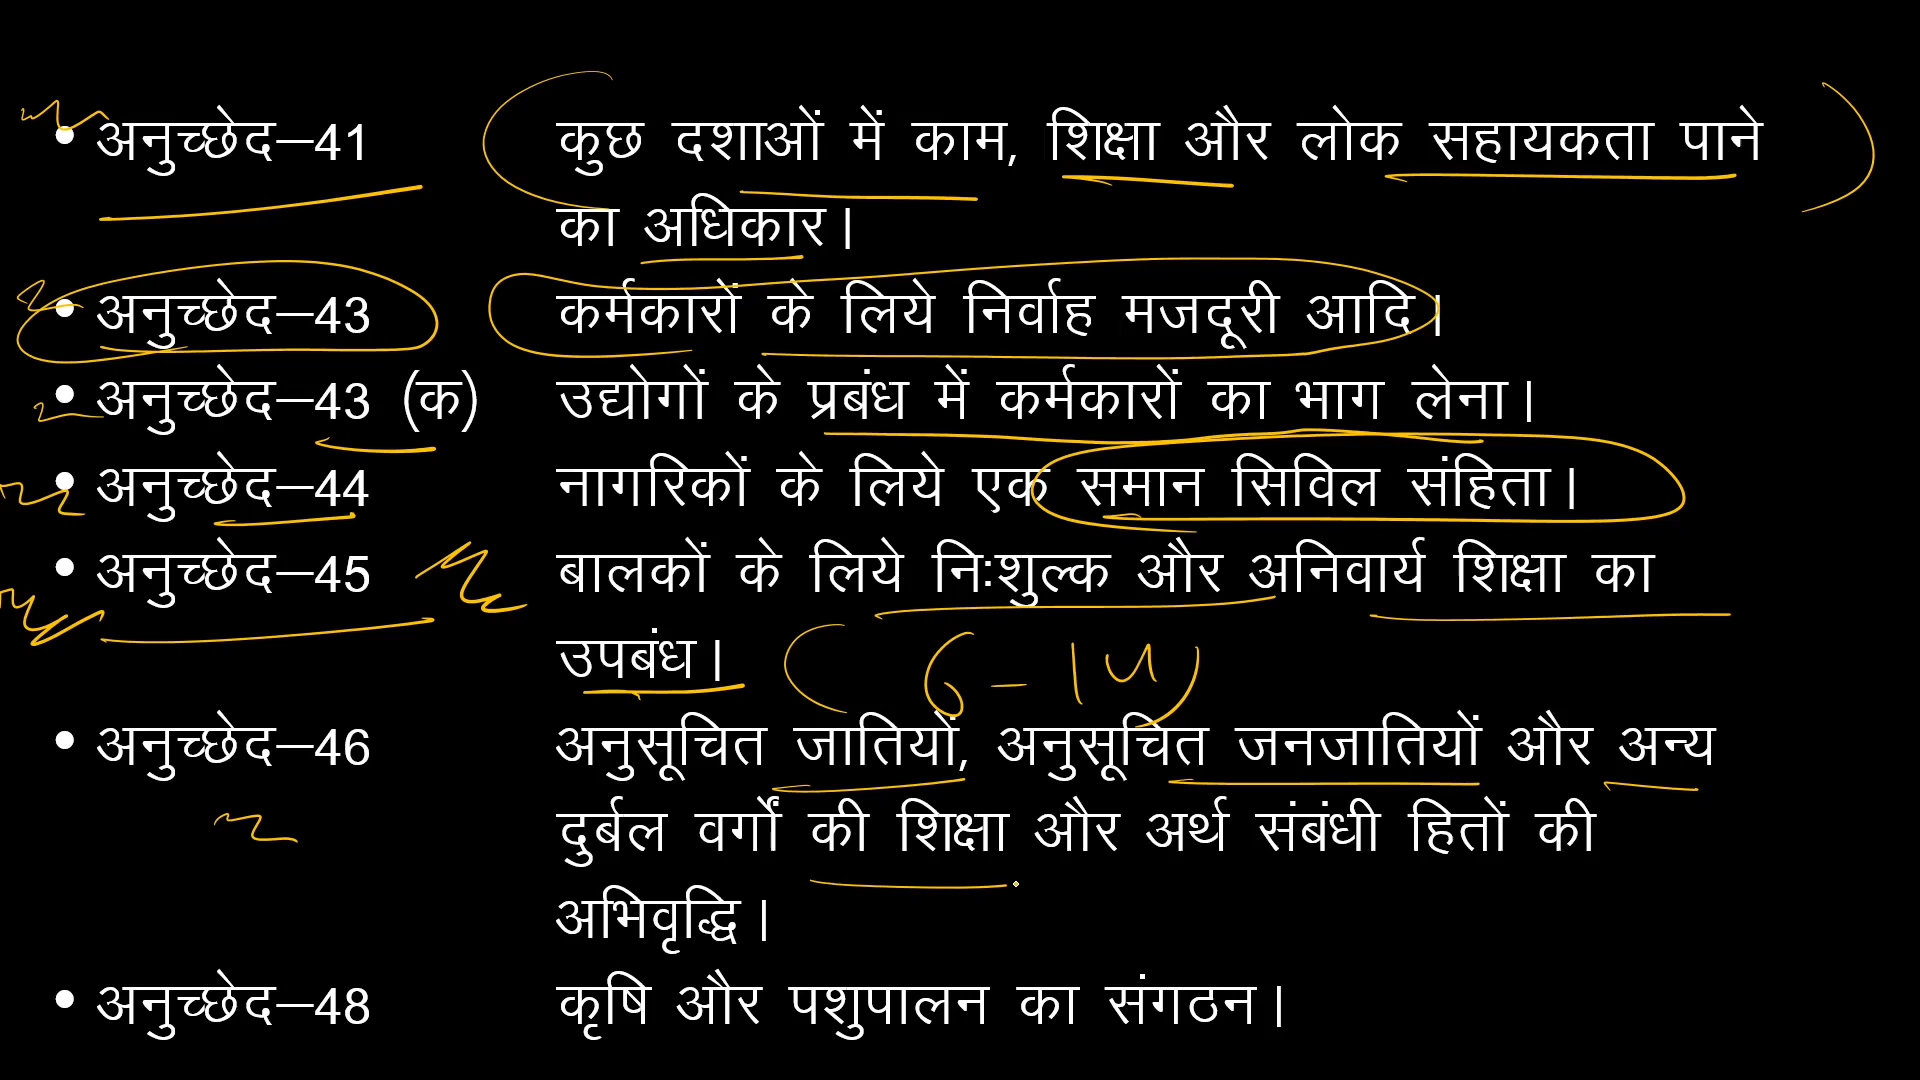 • अनुच्छेद–41 कुछ दशाओं में काम, शिक्षा और लोक सहायकता पाने
का अधिकार।
• अनुच्छेद–43 कर्मकारों के लिये निर्वाह मजदूरी आदि।
• अनुच्छेद–43 (क) उद्योगों के प्रबंध में कर्मकारों का भाग लेना।
• अनुच्छेद–44 नागरिकों के लिये एक समान सिविल संहिता।
• अनुच्छेद–45 बालकों के लिये निःशुल्क और अनिवार्य शिक्षा का
उपबंध। (6–14)
• अनुच्छेद–46 अनुसूचित जातियों, अनुसूचित जनजातियों और अन्य
दुर्बल वर्गों की शिक्षा और अर्थ संबंधी हितों की
अभिवृद्धि।
• अनुच्छेद–48 कृषि और पशुपालन का संगठन।